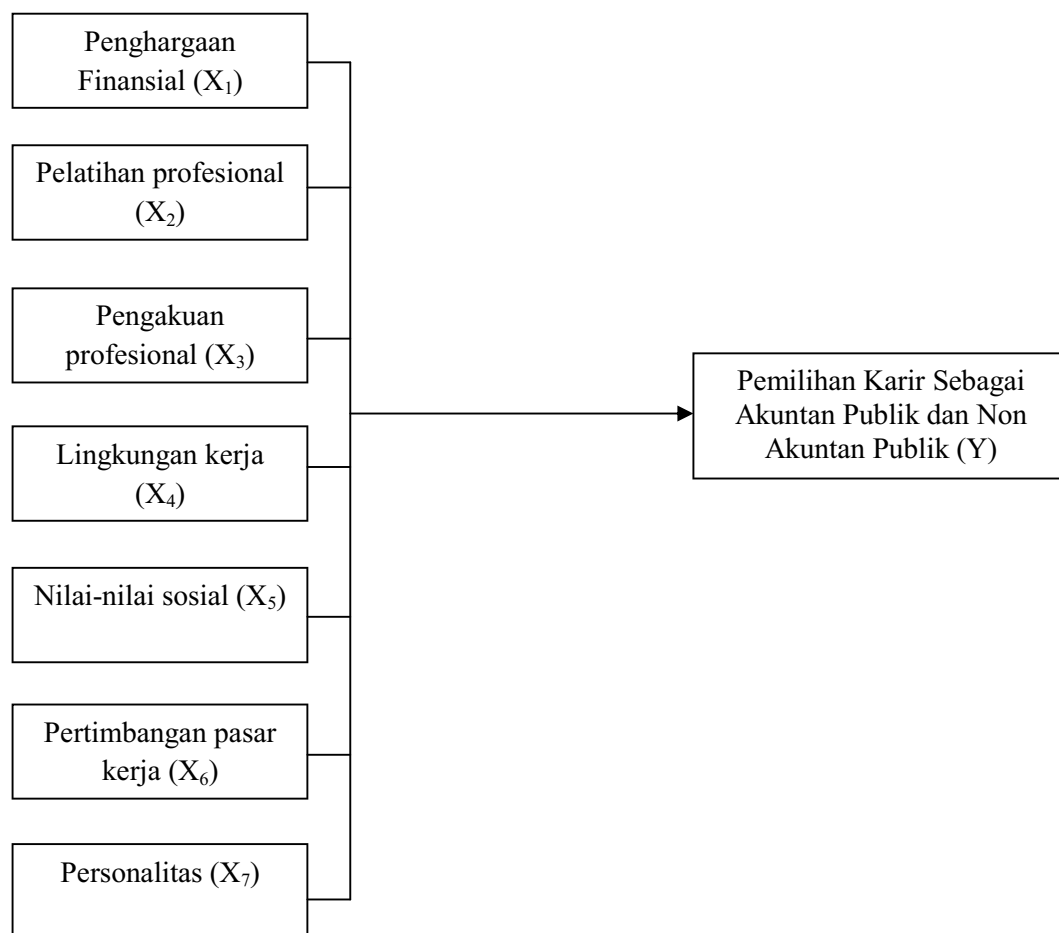 Penghargaan
Finansial (X₁)
Pelatihan profesional
(X₂)
Pengakuan
profesional (X₃)
Lingkungan kerja
(X₄)
Nilai-nilai sosial (X₅)
Pertimbangan pasar
kerja (X₆)
Personalitas (X₇)
Pemilihan Karir Sebagai
Akuntan Publik dan Non
Akuntan Publik (Y)